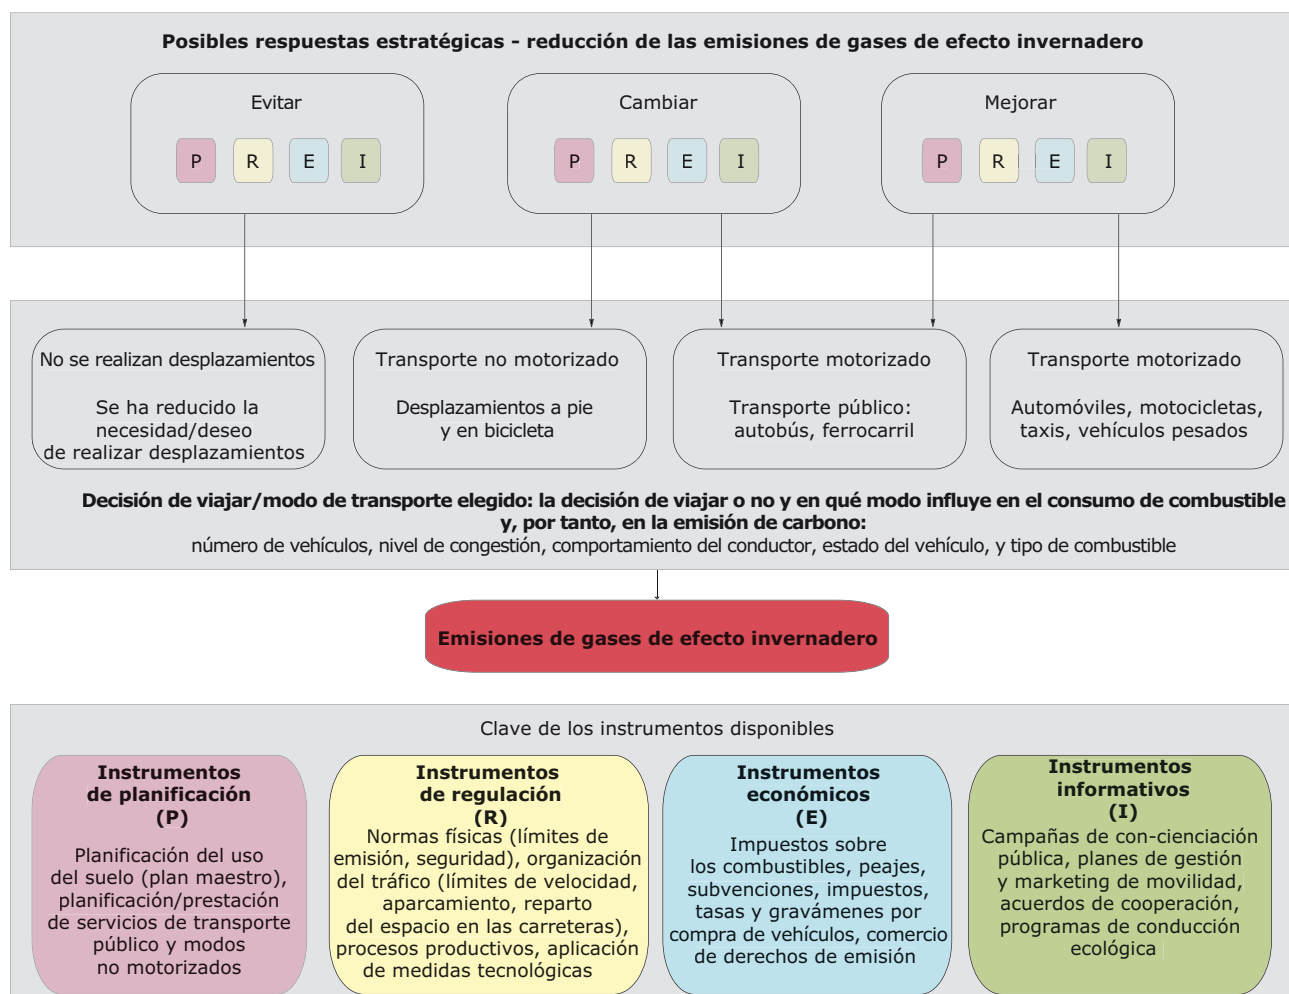 Posibles respuestas estratégicas - reducción de las emisiones de gases de efecto invernadero
Evitar
P R E I
Cambiar
P R E I
Mejorar
P R E I
No se realizan desplazamientos
Se ha reducido la
necesidad/deseo
de realizar desplazamientos
Transporte no motorizado
Desplazamientos a pie
y en bicicleta
Transporte motorizado
Transporte público:
autobús, ferrocarril
Transporte motorizado
Automóviles, motocicletas,
taxis, vehículos pesados
Decisión de viajar/modo de transporte elegido: la decisión de viajar o no y en qué modo influye en el consumo de combustible
y, por tanto, en la emisión de carbono:
número de vehículos, nivel de congestión, comportamiento del conductor, estado del vehículo, y tipo de combustible
Emisiones de gases de efecto invernadero
Clave de los instrumentos disponibles
Instrumentos
de planificación
(P)
Planificación del uso
del suelo (plan maestro),
planificación/prestación
de servicios de transporte
público y modos
no motorizados
Instrumentos
de regulación
(R)
Normas físicas (límites de
emisión, seguridad), organización
del tráfico (límites de velocidad,
aparcamiento, reparto
del espacio en las carreteras),
procesos productivos, aplicación
de medidas tecnológicas
Instrumentos
económicos
(E)
Impuestos sobre
los combustibles, peajes,
subvenciones, impuestos,
tasas y gravámenes por
compra de vehículos, comercio
de derechos de emisión
Instrumentos
informativos
(I)
Campañas de con-cienciación
pública, planes de gestión
y marketing de movilidad,
acuerdos de cooperación,
programas de conducción
ecológica